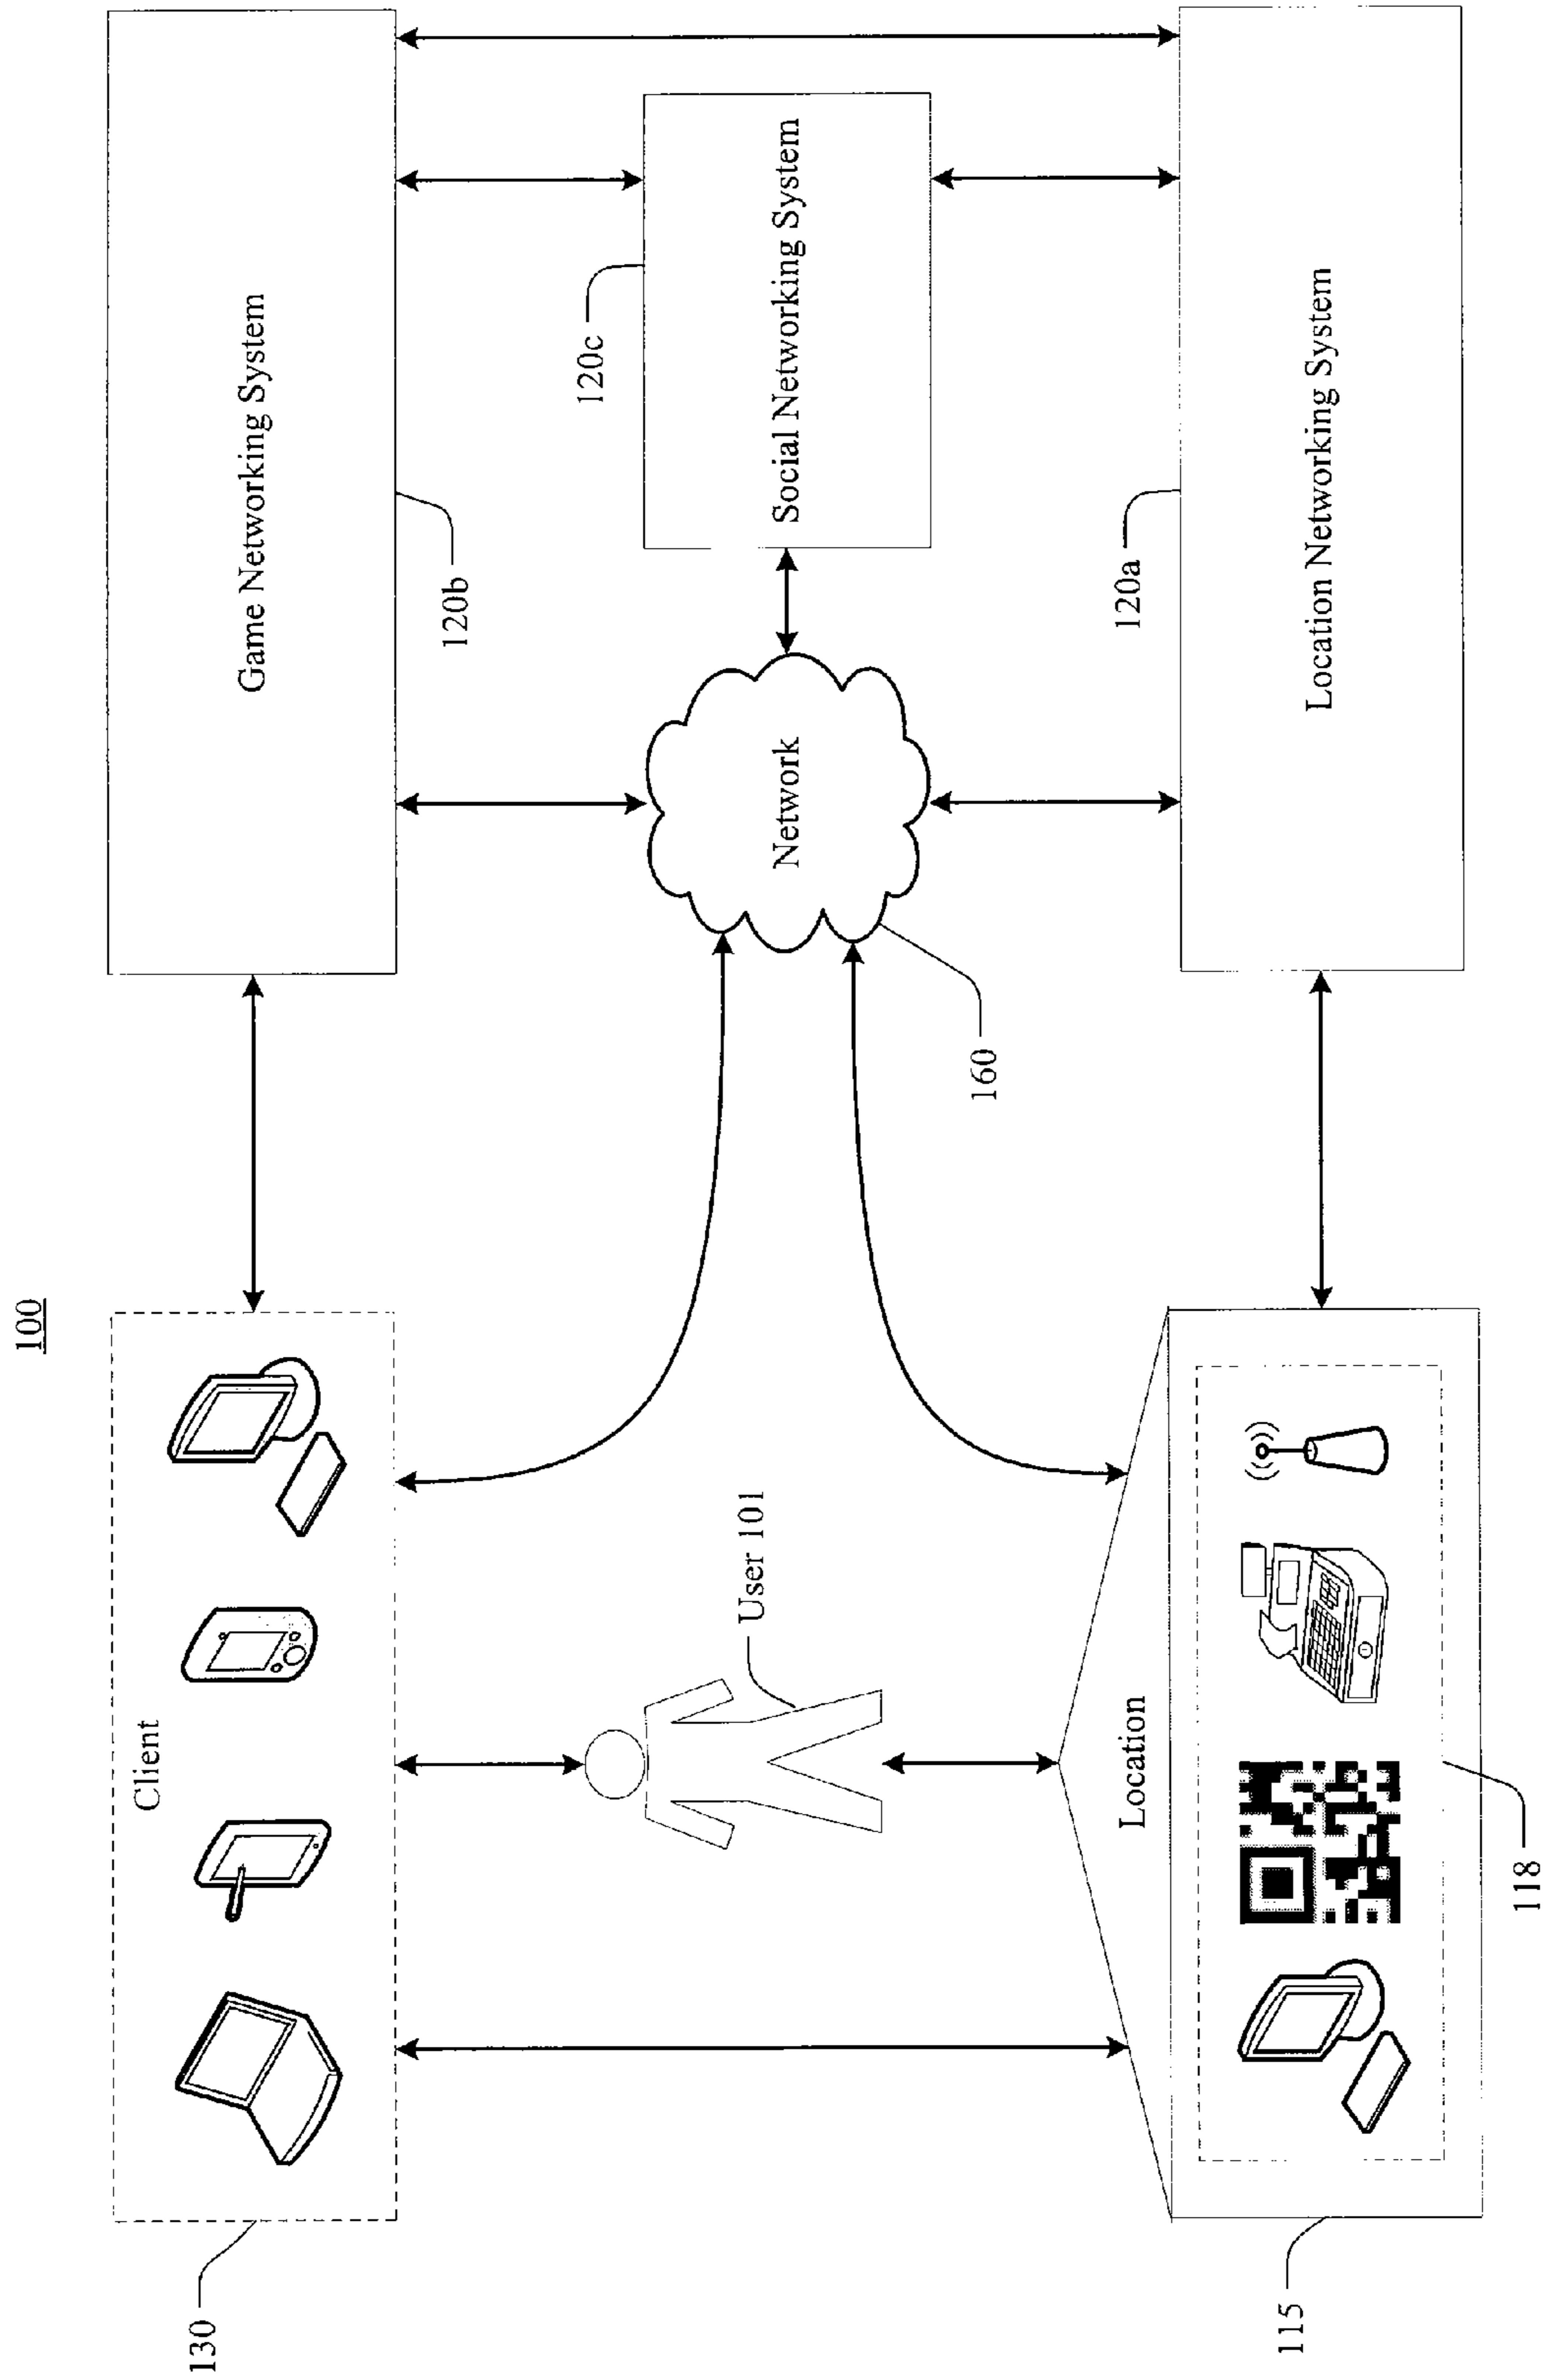 100
Client
130
Game Networking System
120b
120c
User 101
Network
Social Networking System
160
Location
120a
115
Location Networking System
118